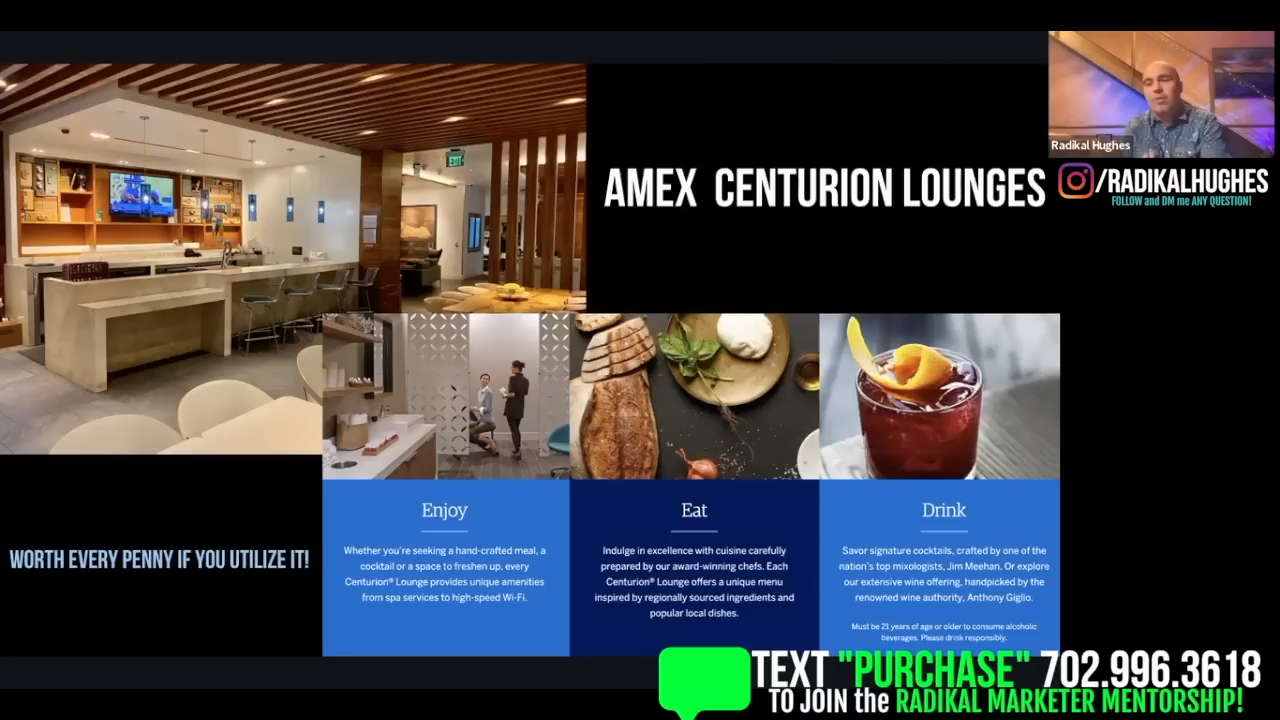 EXIT
AMEX CENTURION LOUNGES
Radikal Hughes
/RADIKALHUGHES
FOLLOW and DM me ANY QUESTION!
WORTH EVERY PENNY IF YOU UTILIZE IT!
Enjoy
Whether you're seeking a hand-crafted meal, a
cocktail or a space to freshen up, every
Centurion® Lounge provides unique amenities
from spa services to high-speed Wi-Fi.
Eat
Indulge in excellence with cuisine carefully
prepared by our award-winning chefs. Each
Centurion® Lounge offers a unique menu
inspired by regionally sourced ingredients and
popular local dishes.
Drink
Savor signature cocktails, crafted by one of the
nation's top mixologists, Jim Meehan. Or explore
our extensive wine offering, handpicked by the
renowned wine authority, Anthony Giglio.
Must be 21 years of age or older to consume alcoholic
beverages. Please drink responsibly.
TEXT "PURCHASE" 702.996.3618
TO JOIN the RADIKAL MARKETER MENTORSHIP!